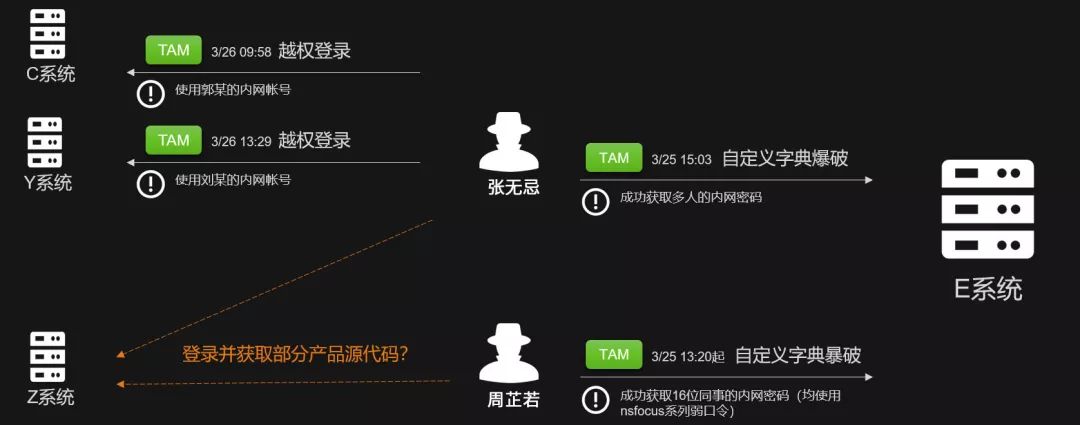 C系统
TAM 3/26 09:58 越权登录
使用郭某的内网帐号
Y系统
TAM 3/26 13:29 越权登录
使用刘某的内网帐号
张无忌
TAM 3/25 15:03 自定义字典爆破
成功获取多人的内网密码
E系统
Z系统
登录并获取部分产品源代码?
周芷若
TAM 3/25 13:20起 自定义字典暴破
成功获取16位同事的内网密码（均使用
nsfocus系列弱口令）